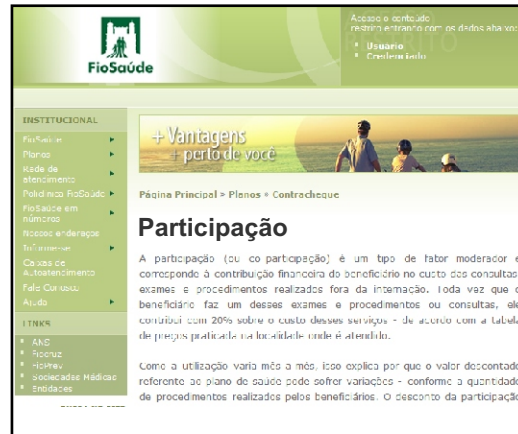 FioSaúde
Acesse o conteúdo
restrito entrando com os dados abaixo:
Usuário
Credenciado
INSTITUCIONAL
FioSaúde
Planos
Rede de
atendimento
Policlínica FioSaúde
FioSaúde em
números
Nossos endereços
Informe-se
Caixas de
Autoatendimento
Fale Conosco
Ajuda
LINKS
ANS
Fiocruz
FioPrev
Sociedades Médicas
Entidades
+ Vantagens
+ perto de você
Página Principal » Planos » Contracheque
Participação
A participação (ou co-participação) é um tipo de fator moderador e
corresponde à contribuição financeira do beneficiário no custo das consultas,
exames e procedimentos realizados fora da internação. Toda vez que o
beneficiário faz um desses exames e procedimentos ou consultas, ele
contribui com 20% sobre o custo desses serviços - de acordo com a tabela
de preços praticada na localidade onde é atendido.
Como a utilização varia mês a mês, isso explica por que o valor descontado
referente ao plano de saúde pode sofrer variações - conforme a quantidade
de procedimentos realizados pelos beneficiários. O desconto da participação